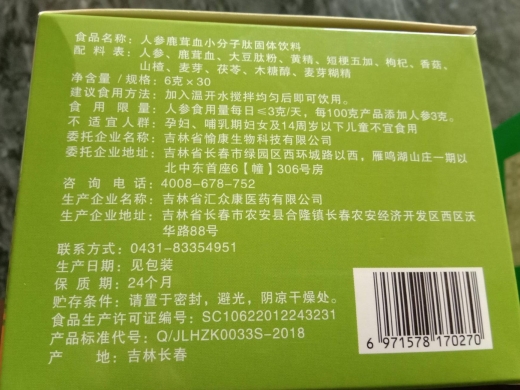 食品名称：人参鹿茸血小分子肽固体饮料
配料表：人参、鹿茸血、大豆肽粉、黄精、短梗五加、枸杞、香菇、
山楂、麦芽、茯苓、木糖醇、麦芽糊精
净含量/规格：6克×30
建议食用方法：加入温开水搅拌均匀后即可饮用。
食用限量：人参食用量每日≤3克/天，每100克产品添加人参3克。
不适宜人群：孕妇、哺乳期妇女及14周岁以下儿童不宜食用
委托企业名称：吉林省愉康生物科技有限公司
委托企业地址：吉林省长春市绿园区西环城路以西，雁鸣湖山庄一期以
北中东首座6【幢】306号房
咨询电话：4008-678-752
生产企业名称：吉林省汇众康医药有限公司
生产企业地址：吉林省长春市农安县合隆镇长春农安经济开发区西区沃
华路88号
联系方式：0431-83354951
生产日期：见包装
保质期：24个月
贮存条件：请置于密封，避光，阴凉干燥处。
食品生产许可证编号：SC10622012243231
产品标准代号：Q/JLHZK0033S-2018
产地：吉林长春
6 971578 170270